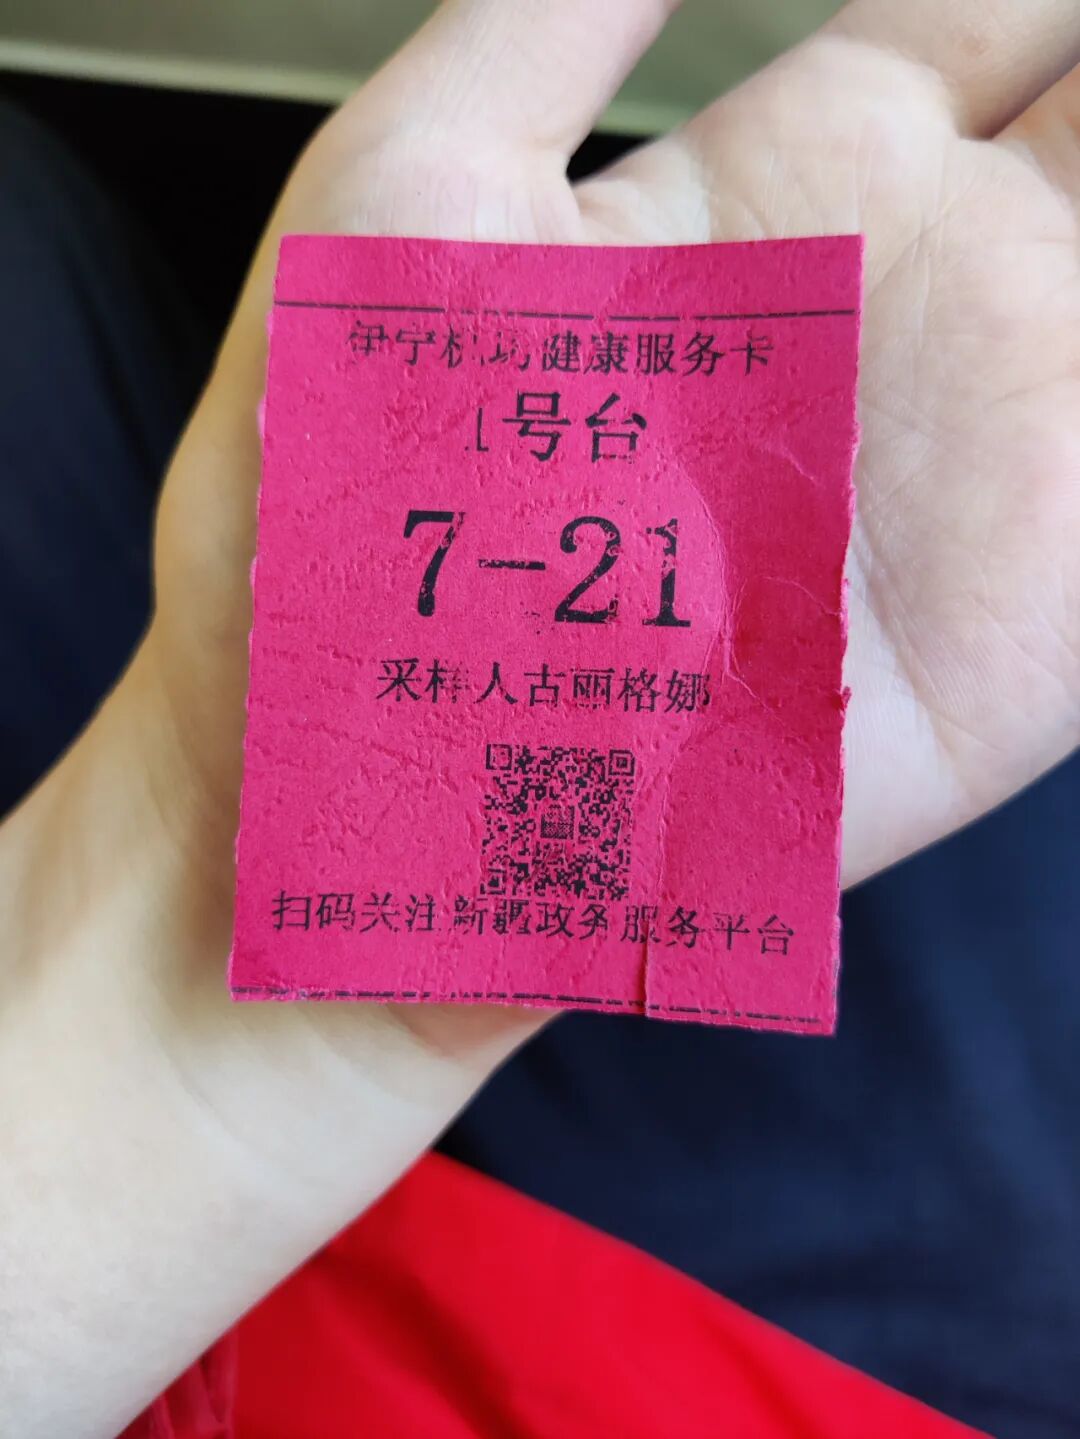 伊宁机场健康服务卡
1号台
7-21
采样人古丽格娜
扫码关注新疆政务服务平台